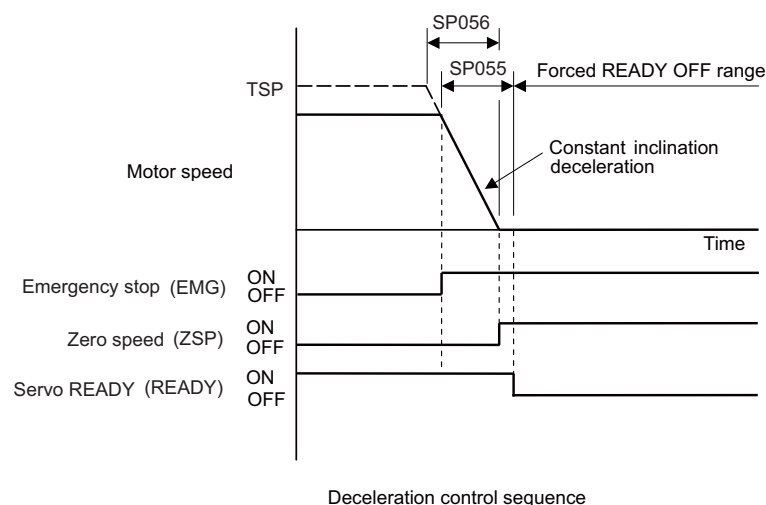 SP056
SP055
Forced READY OFF range
TSP
Constant inclination
deceleration
Motor speed
Time
Emergency stop (EMG)
ON
OFF
Zero speed (ZSP)
ON
OFF
Servo READY (READY)
ON
OFF
Deceleration control sequence